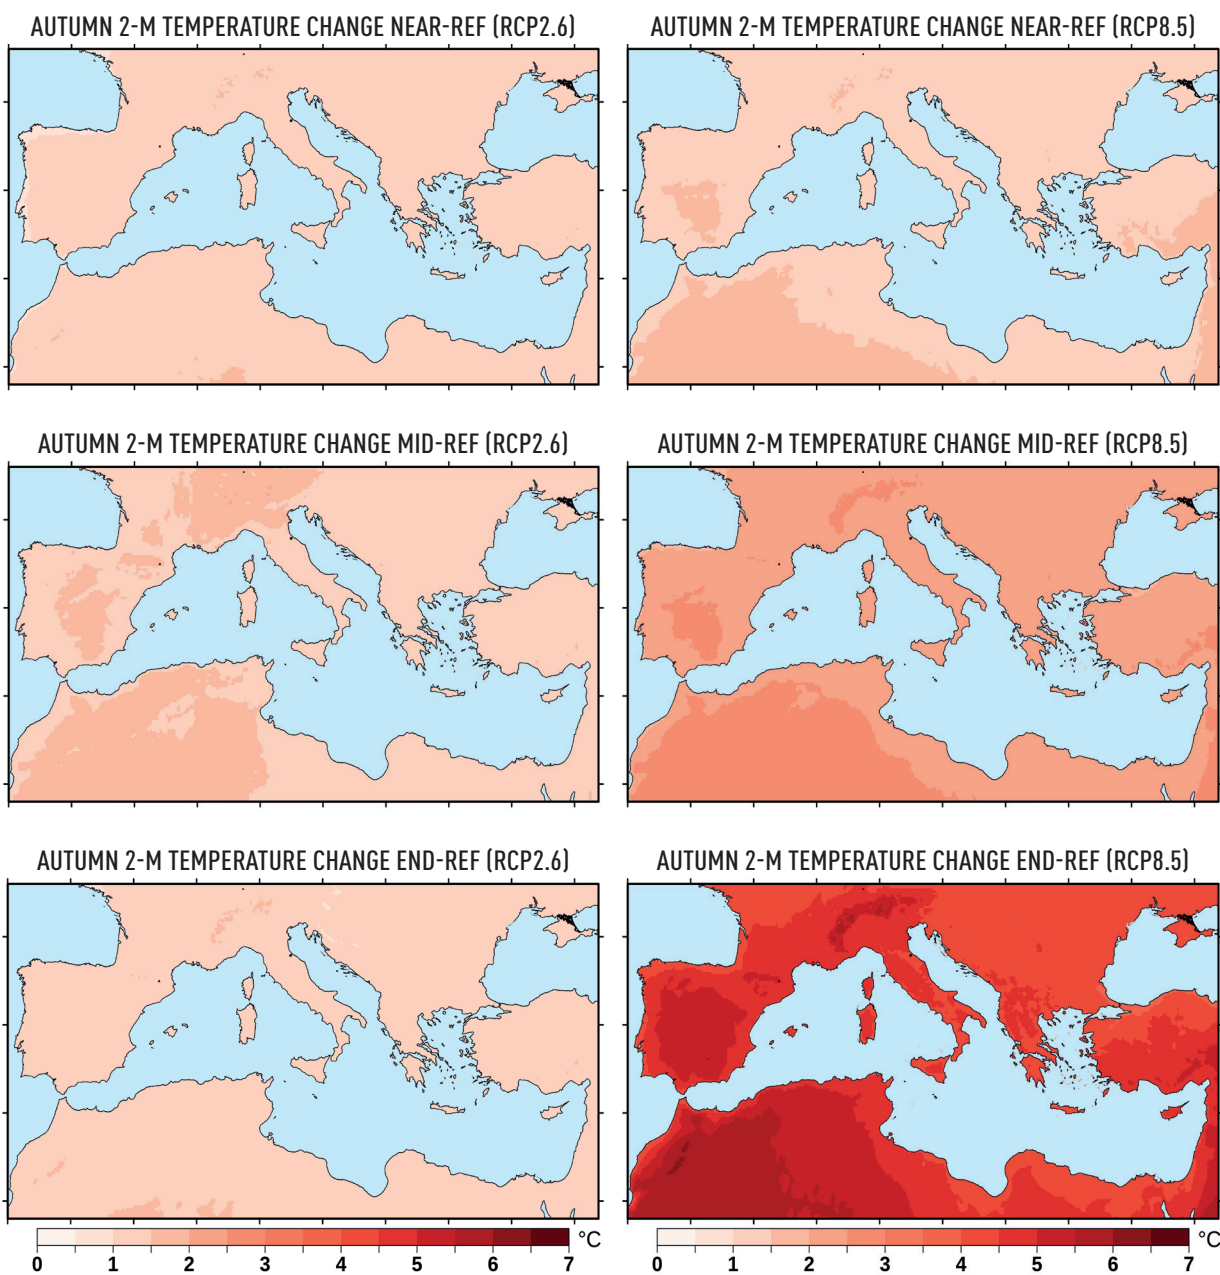 AUTUMN 2-M TEMPERATURE CHANGE NEAR-REF (RCP2.6)
AUTUMN 2-M TEMPERATURE CHANGE NEAR-REF (RCP8.5)
AUTUMN 2-M TEMPERATURE CHANGE MID-REF (RCP2.6)
AUTUMN 2-M TEMPERATURE CHANGE MID-REF (RCP8.5)
AUTUMN 2-M TEMPERATURE CHANGE END-REF (RCP2.6)
AUTUMN 2-M TEMPERATURE CHANGE END-REF (RCP8.5)
0 1 2 3 4 5 6 7 °C
0 1 2 3 4 5 6 7 °C